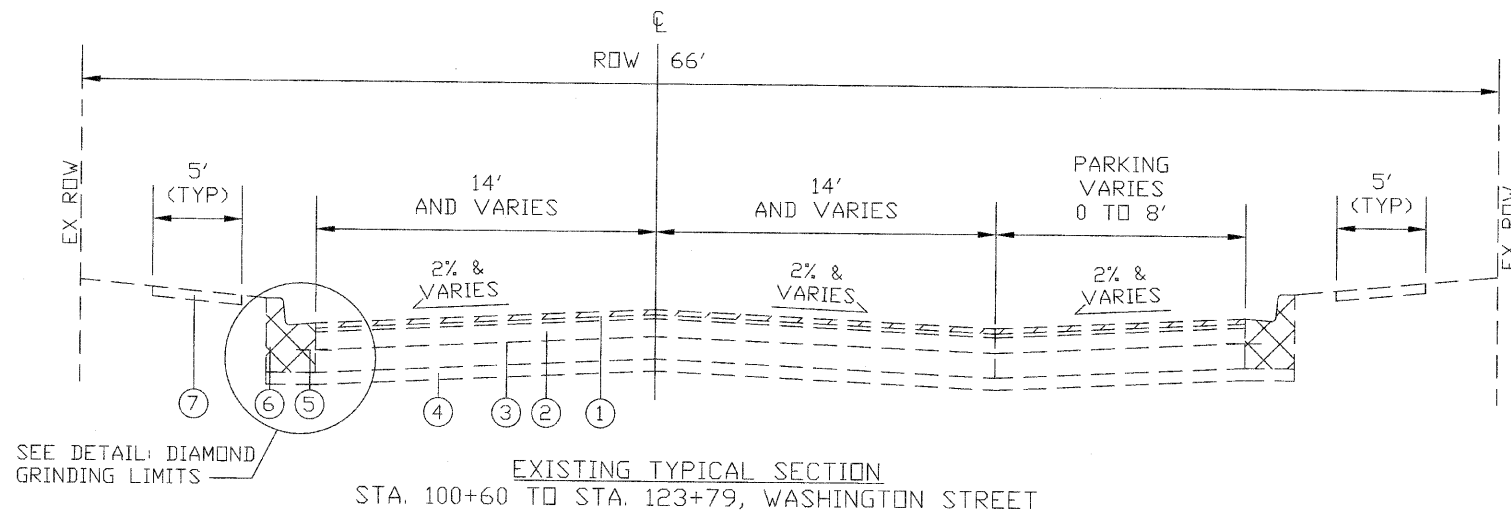 ℄
ROW 66'
EX ROW
5'
(TYP)
14'
AND VARIES
14'
AND VARIES
PARKING
VARIES
0 TO 8'
5'
(TYP)
EX ROW
2% &
VARIES
2% &
VARIES
2% &
VARIES
7
6
5
4
3
2
1
SEE DETAIL: DIAMOND
GRINDING LIMITS
EXISTING TYPICAL SECTION
STA. 100+60 TO STA. 123+79, WASHINGTON STREET